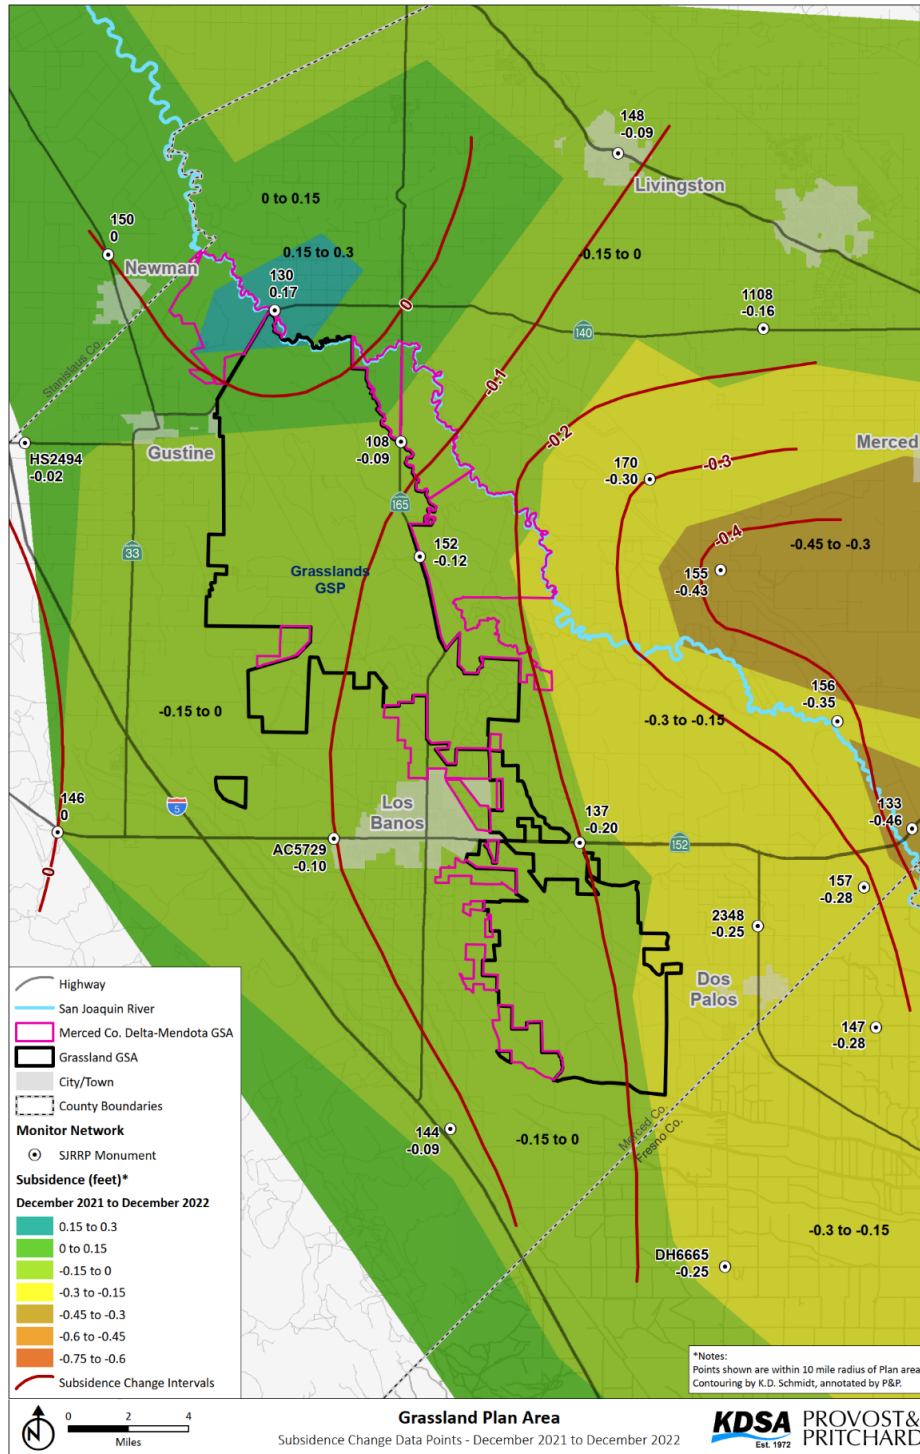 148
-0.09
Livingston
0 to 0.15
150
0
0.15 to 0.3
-0.15 to 0
Newman
130
0.17
0
1108
-0.16
140
Stanislaus Co.
-0.1
-0.2
Merced
HS2494
-0.02
Gustine
108
-0.09
170
-0.30
-0.3
165
-0.4
-0.45 to -0.3
33
152
-0.12
Grasslands
GSP
155
-0.43
156
-0.35
-0.15 to 0
-0.3 to -0.15
146
0
5
Los
Banos
137
-0.20
133
-0.46
AC5729
-0.10
152
0
157
-0.28
2348
-0.25
Dos
Palos
147
-0.28
144
-0.09
-0.15 to 0
Merced Co.
Fresno Co.
-0.3 to -0.15
DH6665
-0.25
Highway
San Joaquin River
Merced Co. Delta-Mendota GSA
Grassland GSA
City/Town
County Boundaries
Monitor Network
SJRRP Monument
Subsidence (feet)*
December 2021 to December 2022
0.15 to 0.3
0 to 0.15
-0.15 to 0
-0.3 to -0.15
-0.45 to -0.3
-0.6 to -0.45
-0.75 to -0.6
Subsidence Change Intervals
*Notes:
Points shown are within 10 mile radius of Plan area
Contouring by K.D. Schmidt, annotated by P&P.
N
0 2 4
Miles
Grassland Plan Area
Subsidence Change Data Points - December 2021 to December 2022
KDSA
Est. 1972
PROVOST&
PRITCHARD